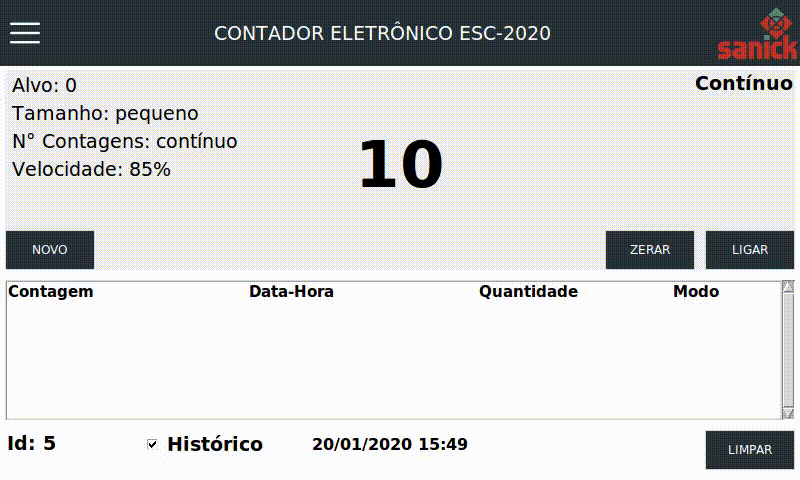 CONTADOR ELETRÔNICO ESC-2020
sanick
Alvo: 0
Contínuo
Tamanho: pequeno
N° Contagens: contínuo
Velocidade: 85%
10
NOVO
ZERAR
LIGAR
Contagem Data-Hora Quantidade Modo
Id: 5
Histórico
20/01/2020 15:49
LIMPAR